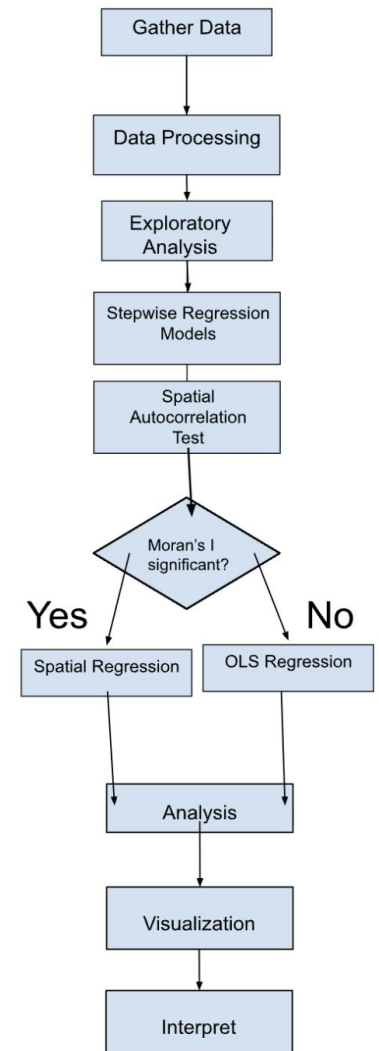 Gather Data
Data Processing
Exploratory
Analysis
Stepwise Regression
Models
Spatial
Autocorrelation
Test
Moran's I
significant?
Yes
No
Spatial Regression
OLS Regression
Analysis
Visualization
Interpret